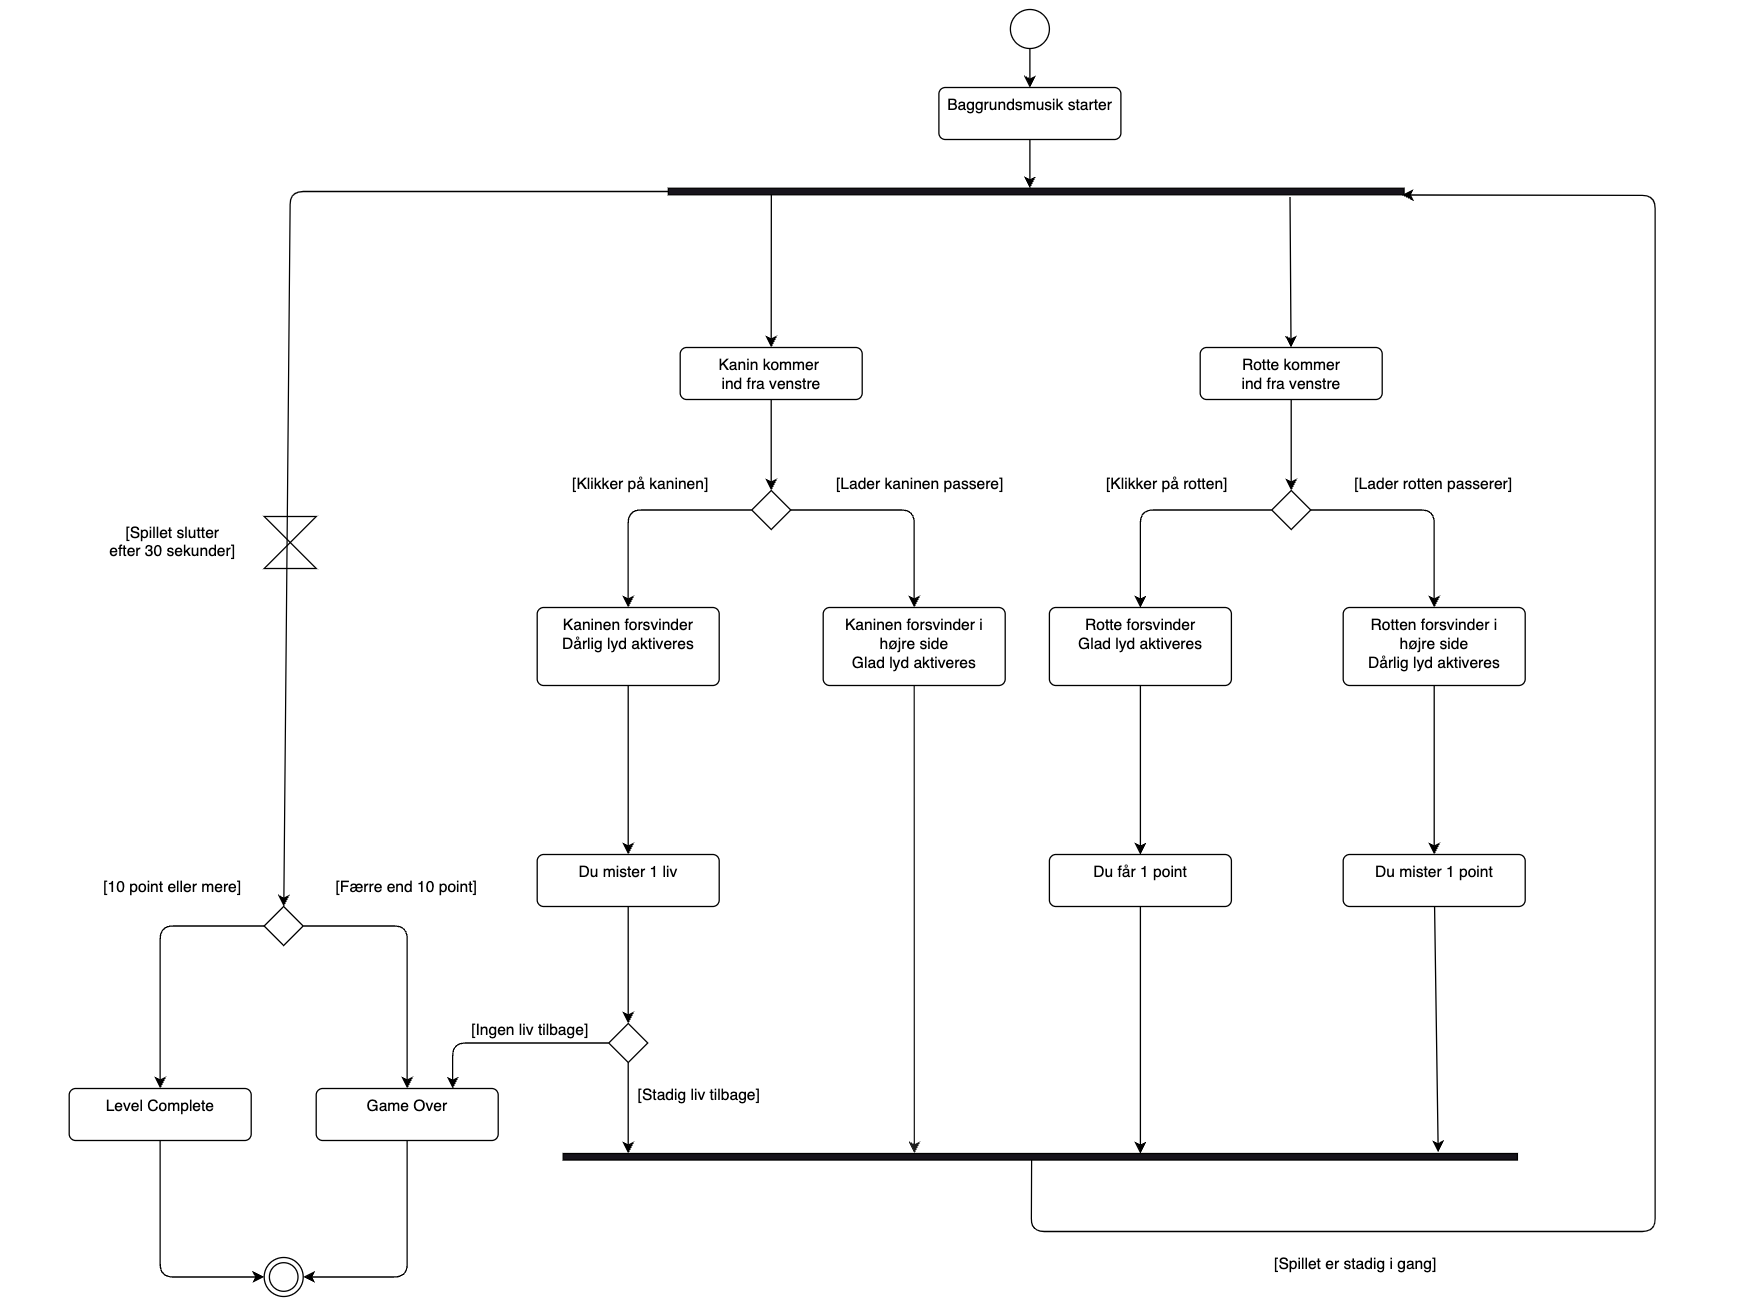 Baggrundsmusik starter
Kanin kommer
ind fra venstre
Rotte kommer
ind fra venstre
[Klikker på kaninen]
[Lader kaninen passere]
[Klikker på rotten]
[Lader rotten passerer]
[Spillet slutter
efter 30 sekunder]
Kaninen forsvinder
Dårlig lyd aktiveres
Kaninen forsvinder i
højre side
Glad lyd aktiveres
Rotte forsvinder
Glad lyd aktiveres
Rotten forsvinder i
højre side
Dårlig lyd aktiveres
Du mister 1 liv
Du får 1 point
Du mister 1 point
[10 point eller mere]
[Færre end 10 point]
[Ingen liv tilbage]
[Stadig liv tilbage]
Level Complete
Game Over
[Spillet er stadig i gang]